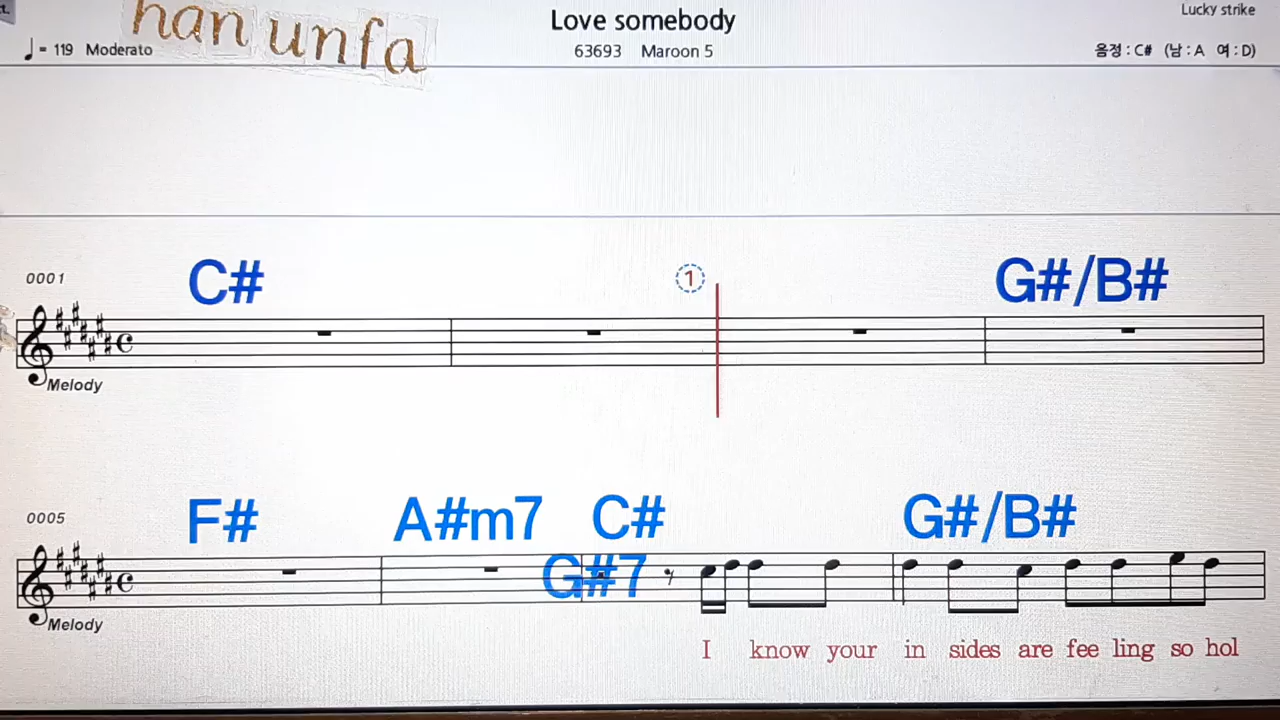 han unfa
Love somebody
Lucky strike
♩ = 119 Moderato
63693 Maroon 5
음정 : C# (남 : A 여 : D)
0001
C#
①
G#/B#
Melody
0005
F#
A#m7
C#
G#/B#
G#7
Melody
I know your in sides are fee ling so hol